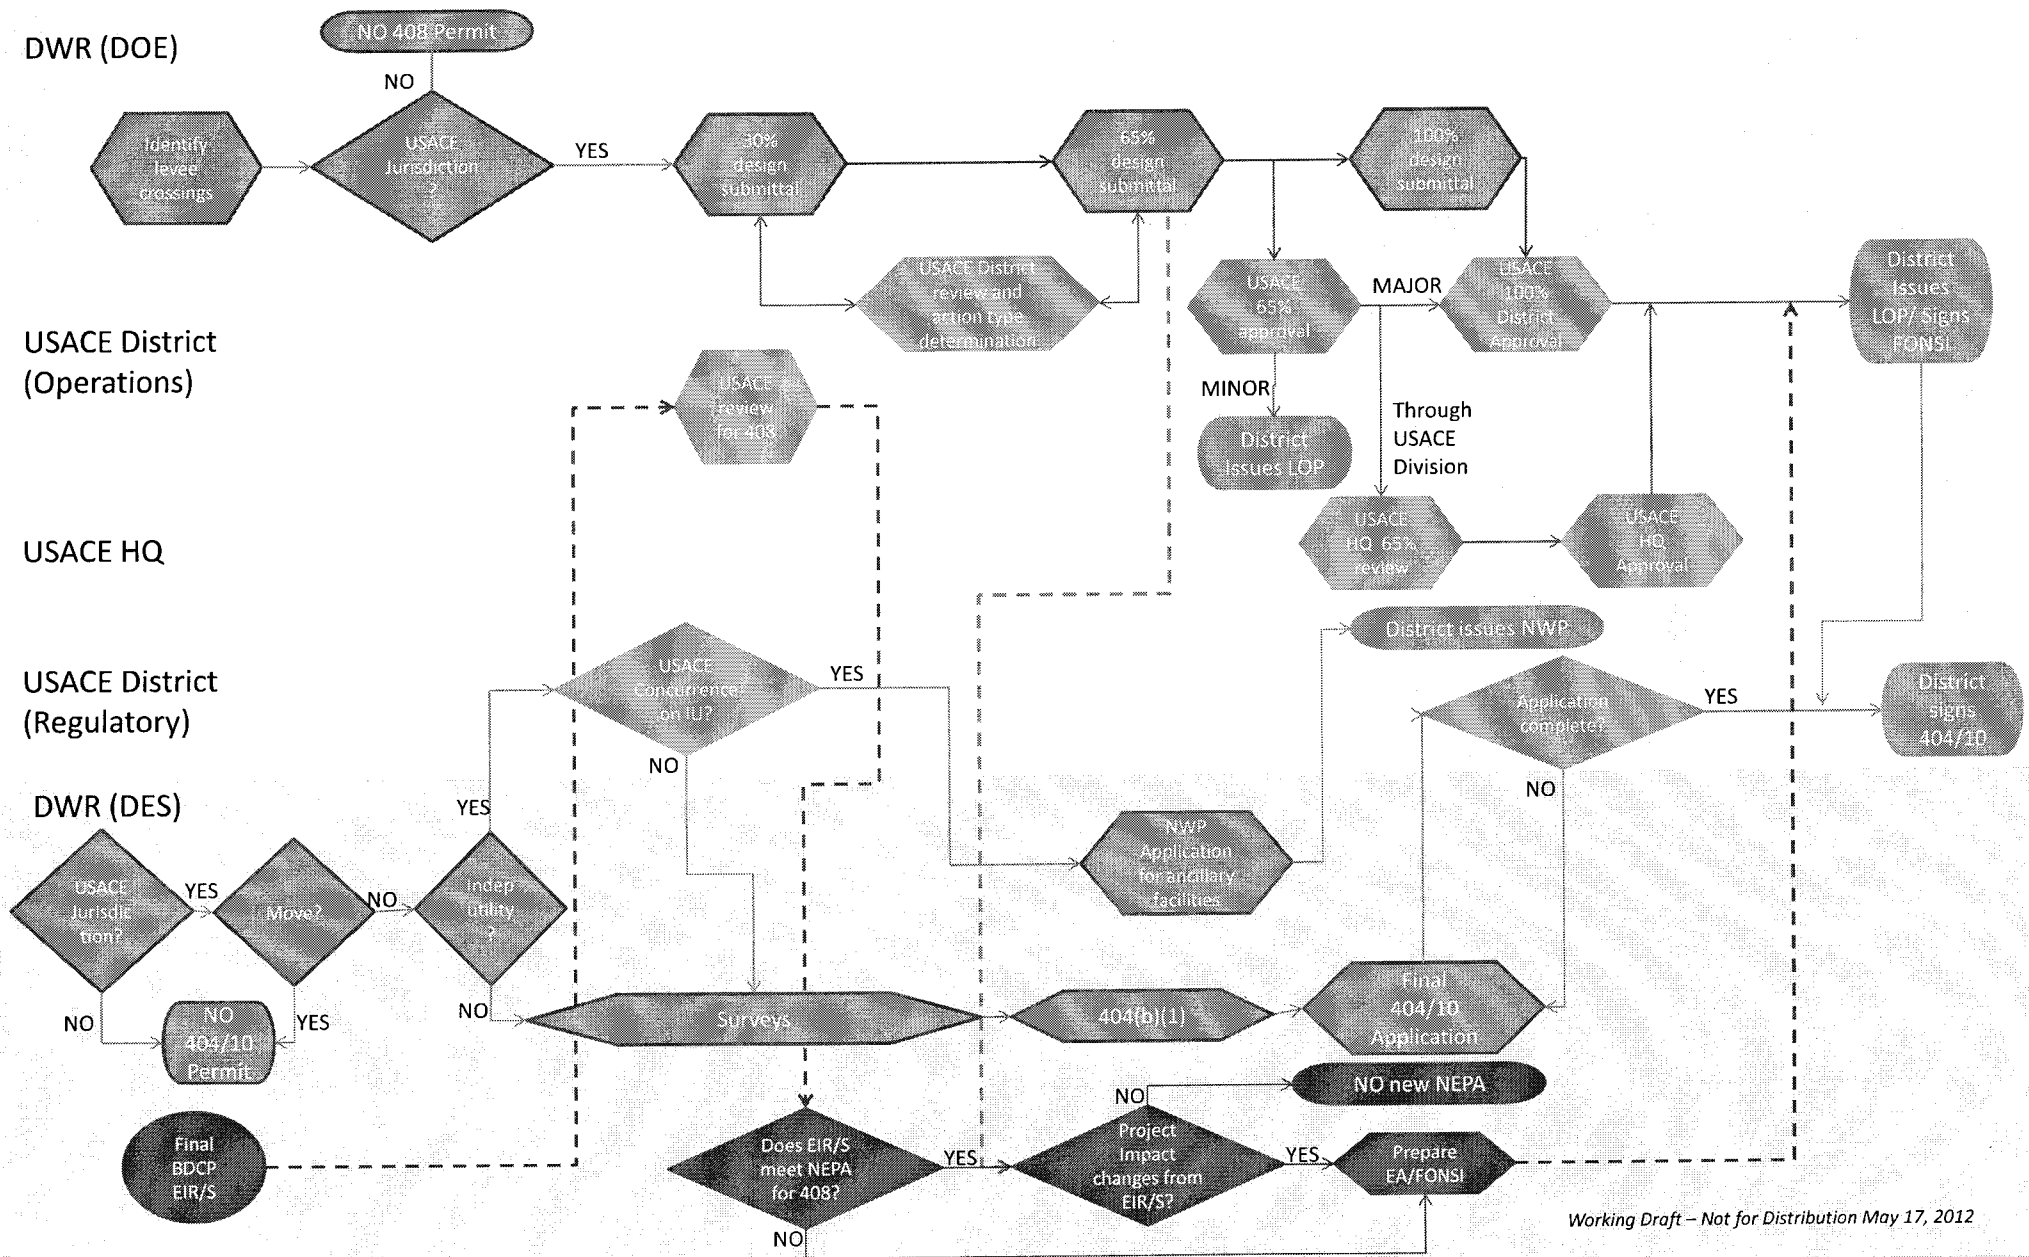 DWR (DOE)
NO 408 Permit
NO
Identify
levee
crossings
USACE
Jurisdiction
?
YES
30%
design
submittal
65%
design
submittal
100%
design
submittal
USACE District
review and
action type
determination
USACE
65%
approval
MAJOR
USACE
100%
District
Approval
District
Issues
LOP/ Signs
FONSI
USACE District
(Operations)
USACE
review
for 408
MINOR
District
Issues LOP
Through
USACE
Division
USACE HQ
USACE
HQ 65%
review
USACE
HQ
Approval
District issues NWP
USACE District
(Regulatory)
USACE
Concurrence
on IU?
YES
NO
Application
complete?
YES
NO
District
signs
404/10
DWR (DES)
YES
USACE
Jurisdic
tion?
YES
Move?
NO
Indep
utility
?
NWP
Application
for ancillary
facilities
NO
NO
404/10
Permit
YES
NO
Surveys
404(b)(1)
Final
404/10
Application
NO new NEPA
NO
Final
BDCP
EIR/S
Does EIR/S
meet NEPA
for 408?
YES
Project
Impact
changes from
EIR/S?
YES
Prepare
EA/FONSI
NO
Working Draft – Not for Distribution May 17, 2012